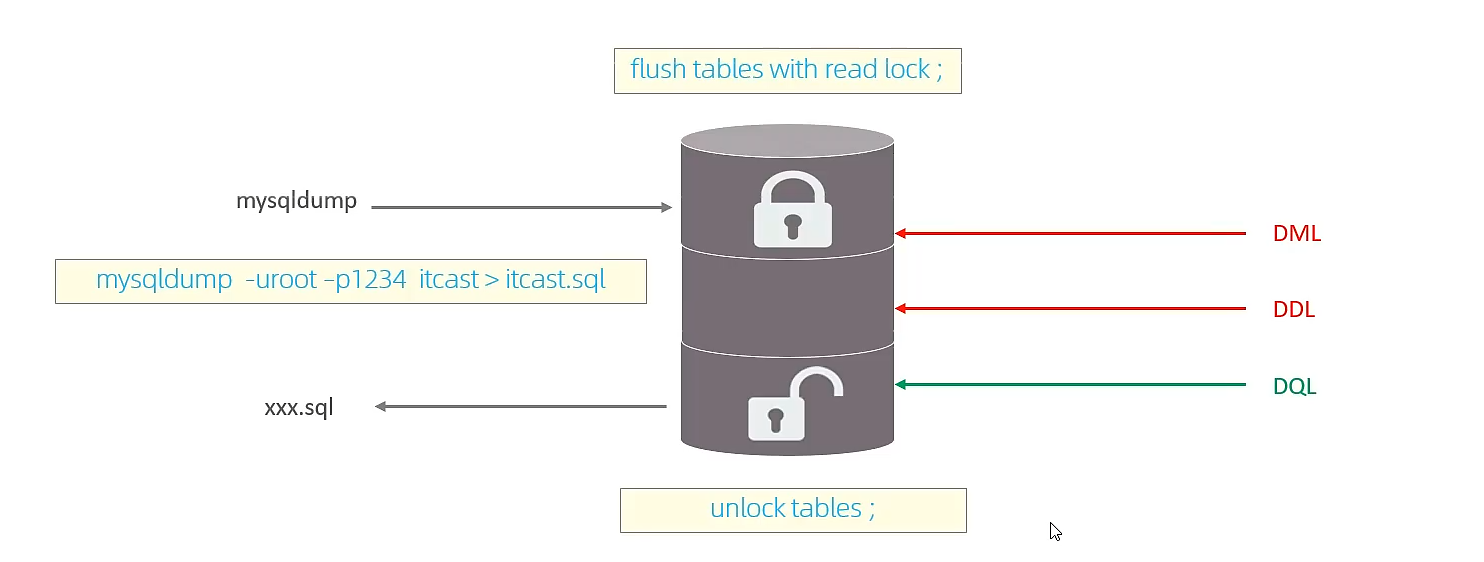 flush tables with read lock ;
mysqldump
DML
mysqldump -uroot –p1234 itcast > itcast.sql
DDL
DQL
xxx.sql
unlock tables ;